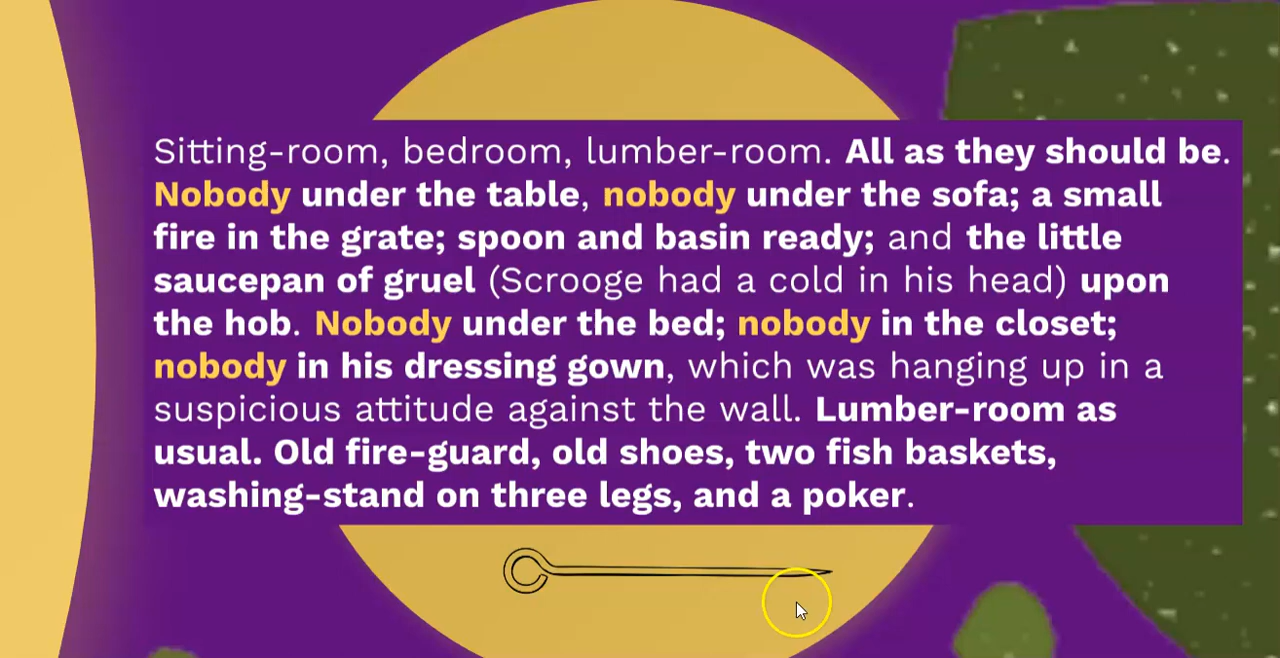 Sitting-room, bedroom, lumber-room. All as they should be.
Nobody under the table, nobody under the sofa; a small
fire in the grate; spoon and basin ready; and the little
saucepan of gruel (Scrooge had a cold in his head) upon
the hob. Nobody under the bed; nobody in the closet;
nobody in his dressing gown, which was hanging up in a
suspicious attitude against the wall. Lumber-room as
usual. Old fire-guard, old shoes, two fish baskets,
washing-stand on three legs, and a poker.